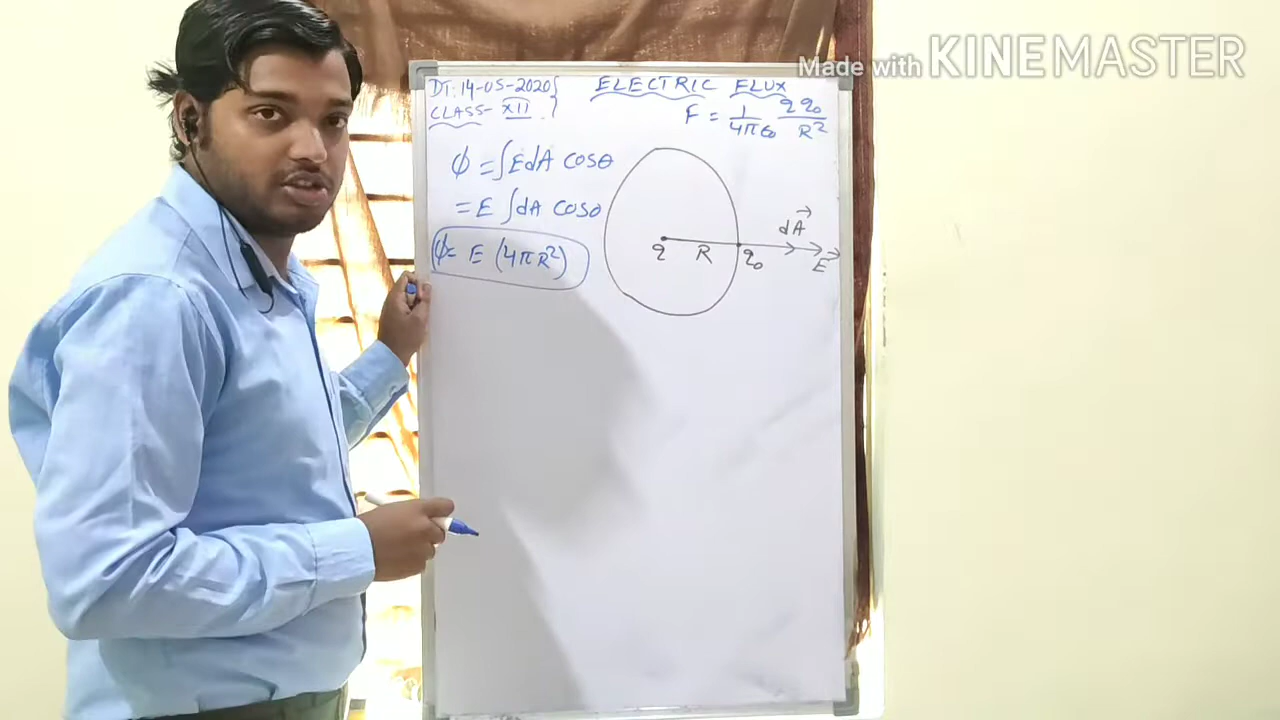 Made with KINEMASTER
DT:14-05-2020
CLASS- XII
ELECTRIC FLUX
F = 1/4πε₀ qq₀/R²
ϕ = ∫EdA cosθ
= E ∫dA cosθ
ϕ= E (4πR²)
dA→
q R q₀ E→